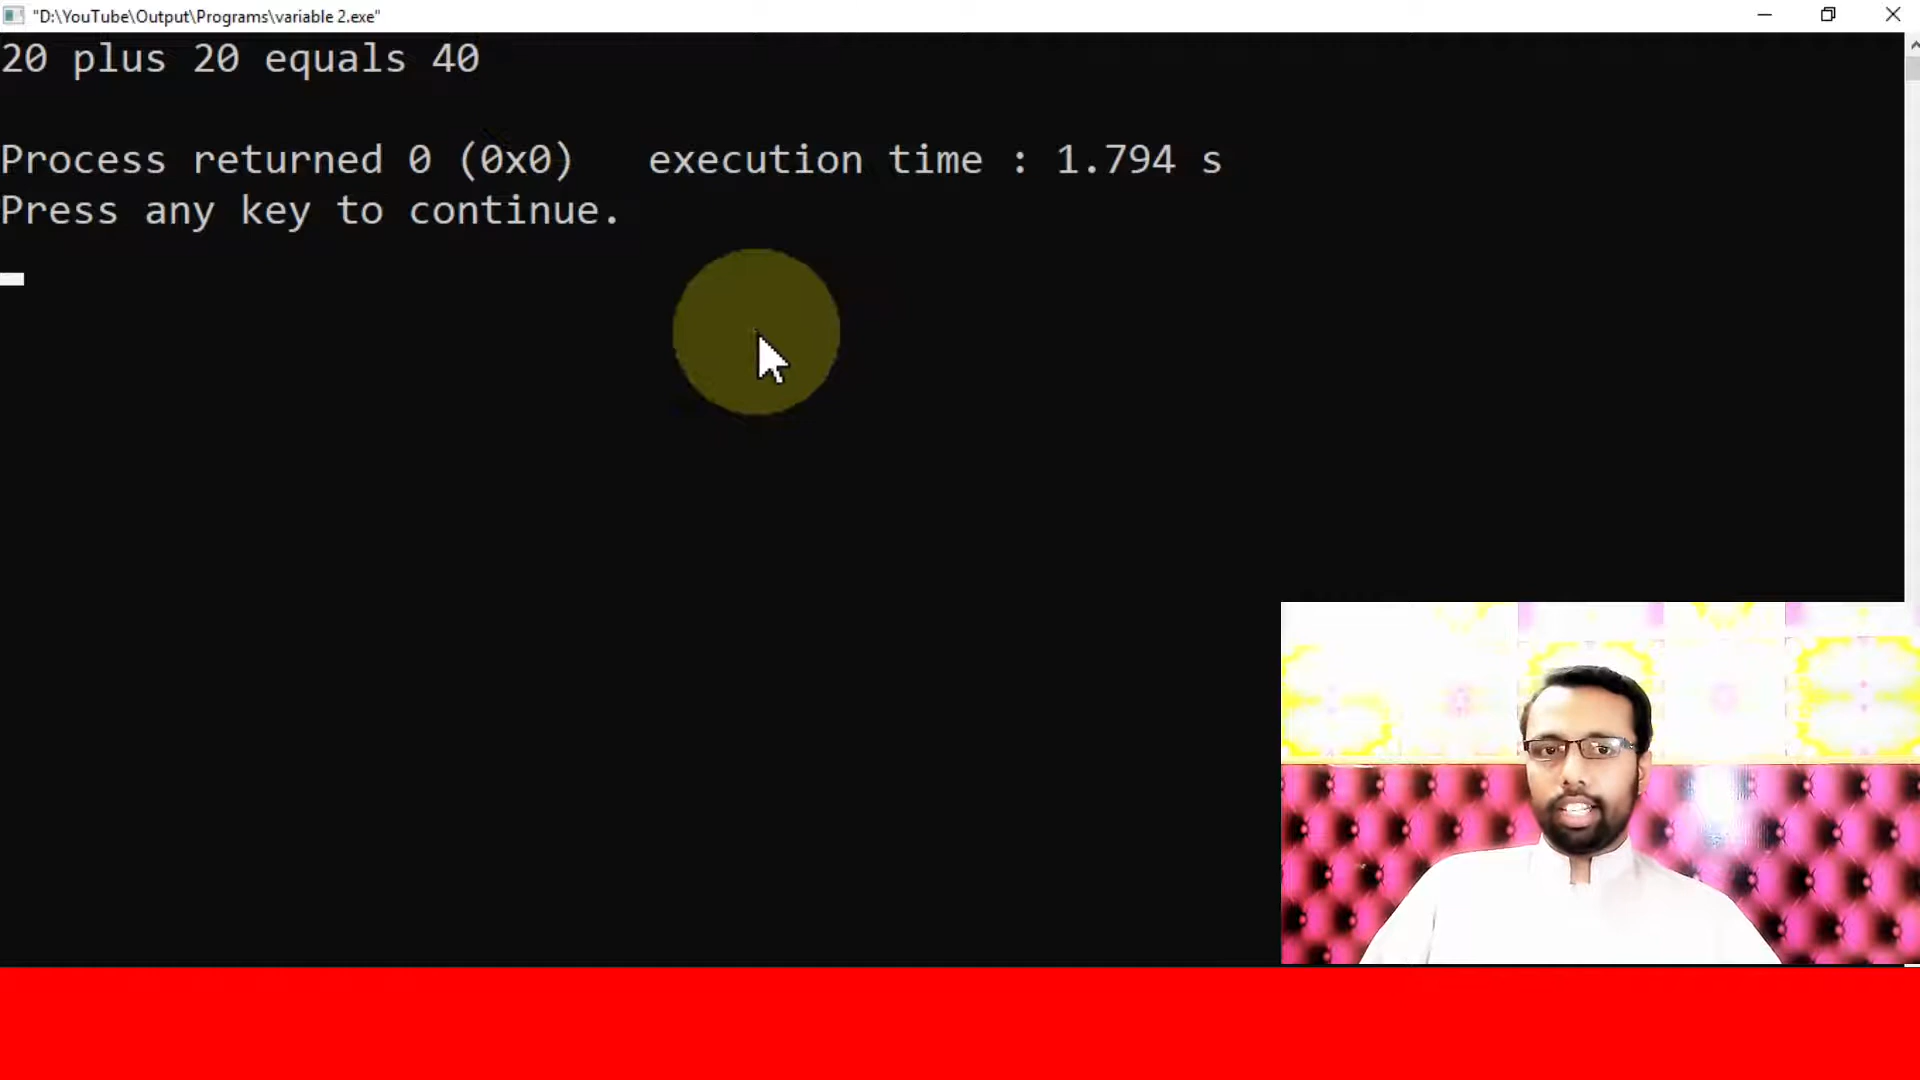 "D:\YouTube\Output\Programs\variable 2.exe"
20 plus 20 equals 40
Process returned 0 (0x0)   execution time : 1.794 s
Press any key to continue.